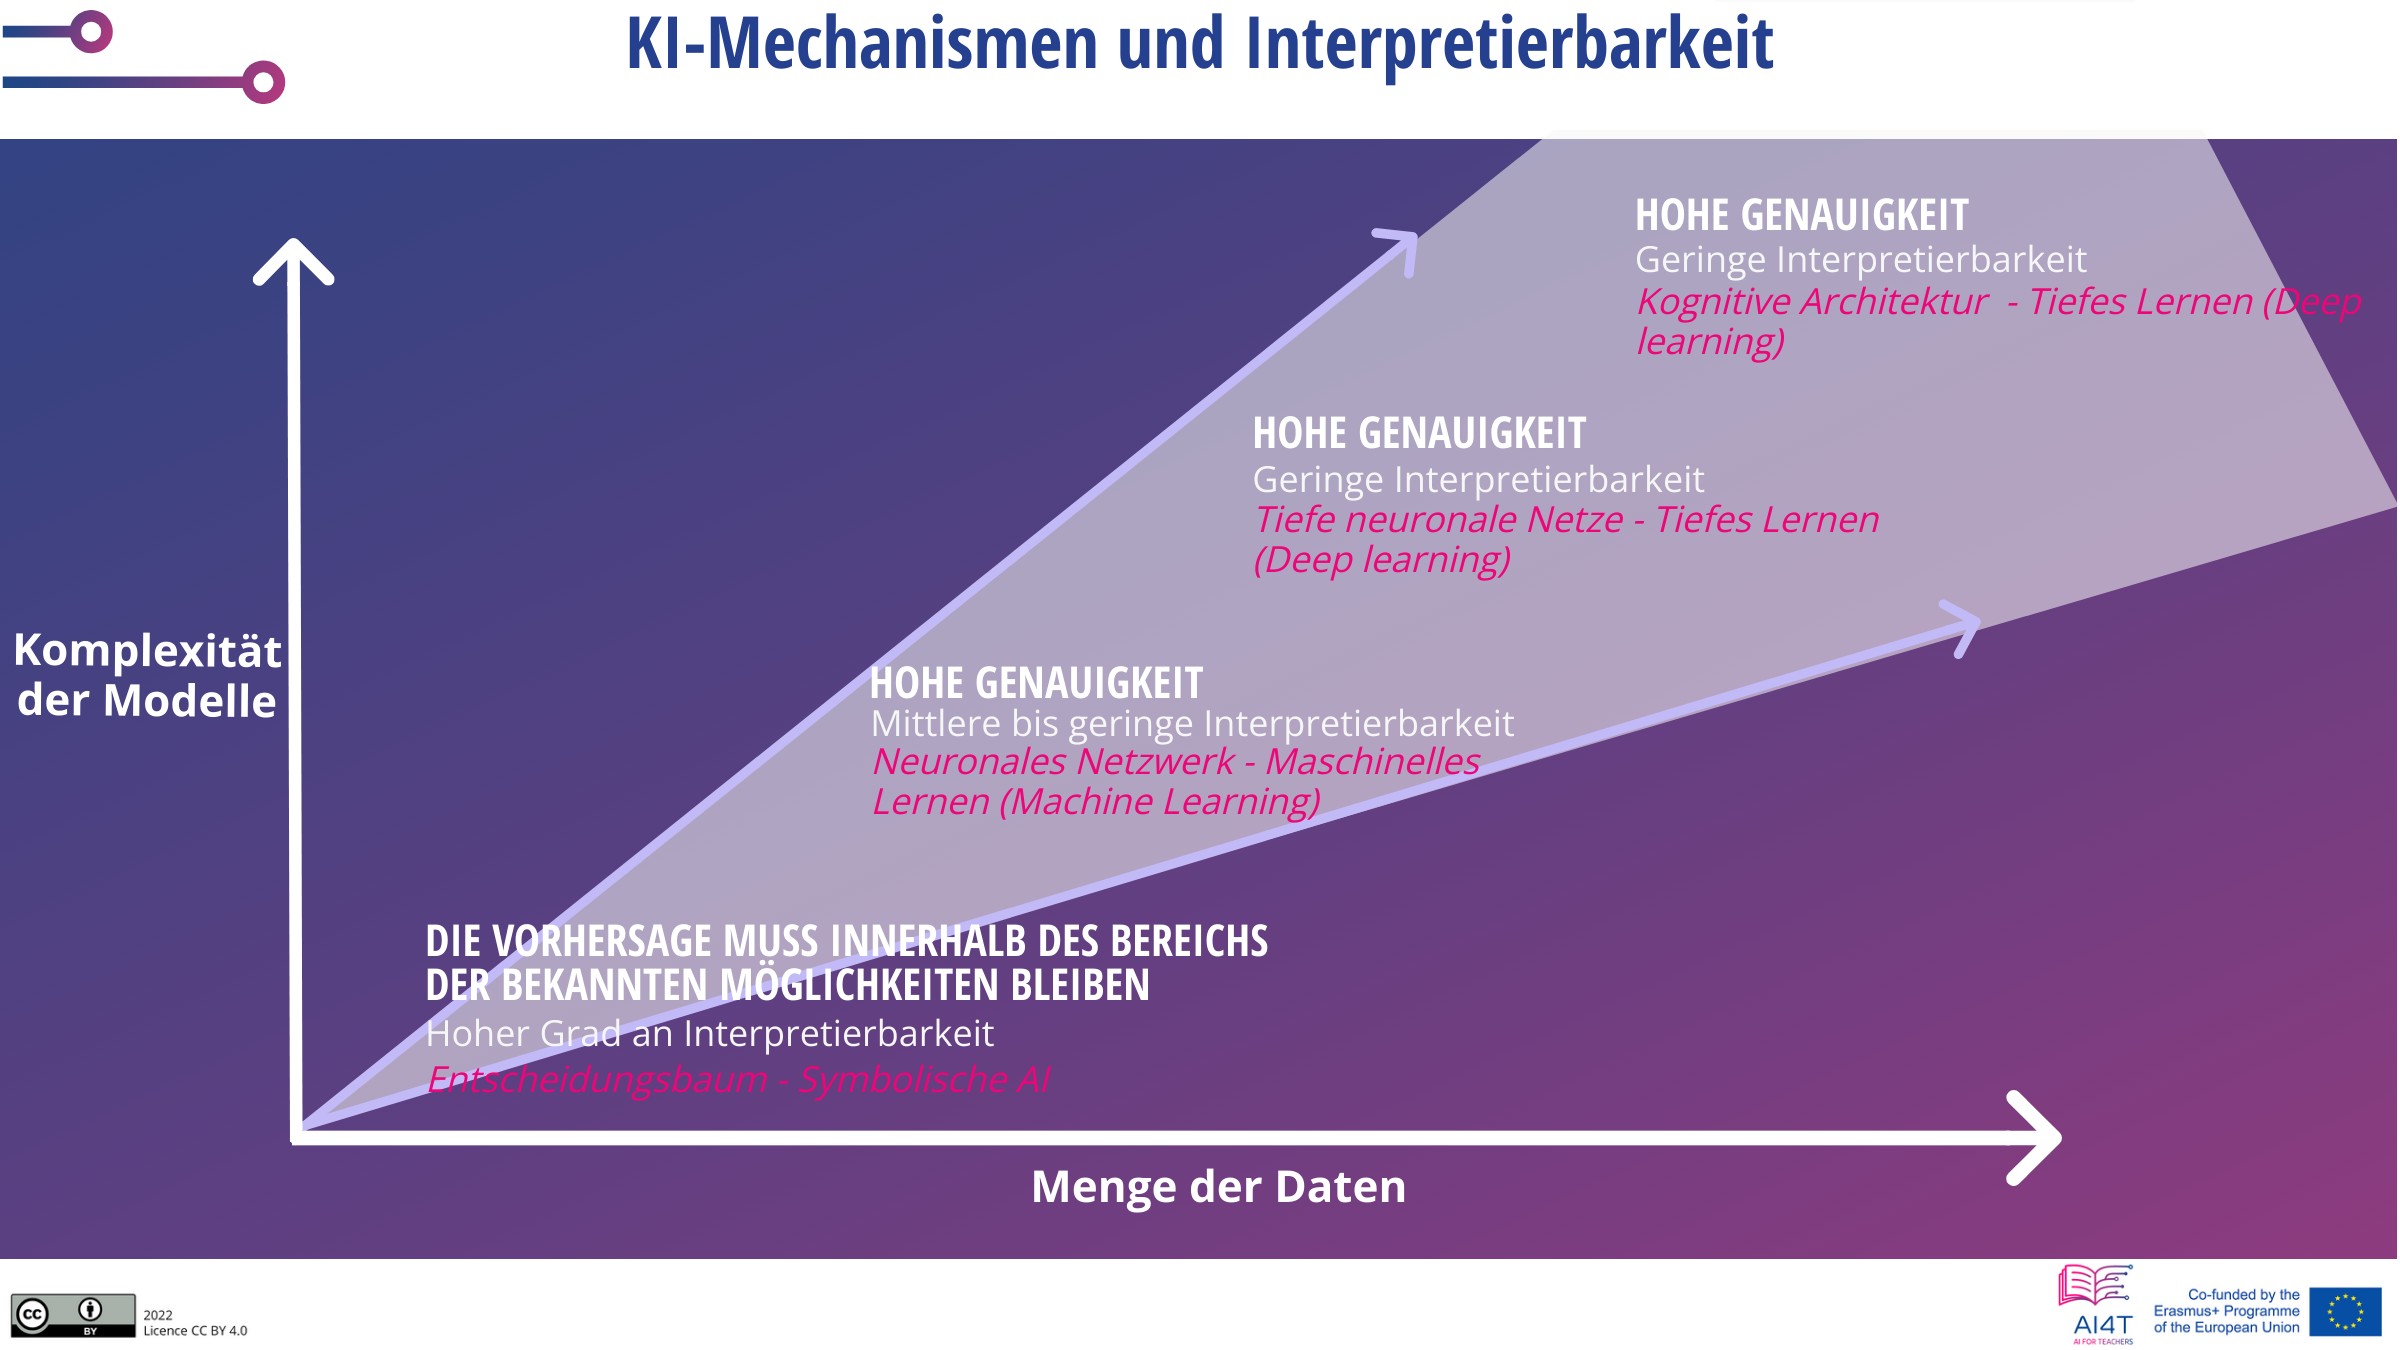 KI-Mechanismen und Interpretierbarkeit
HOHE GENAUIGKEIT
Geringe Interpretierbarkeit
Kognitive Architektur - Tiefes Lernen (Deep
learning)
HOHE GENAUIGKEIT
Geringe Interpretierbarkeit
Tiefe neuronale Netze - Tiefes Lernen
(Deep learning)
Komplexität
der Modelle
HOHE GENAUIGKEIT
Mittlere bis geringe Interpretierbarkeit
Neuronales Netzwerk - Maschinelles
Lernen (Machine Learning)
DIE VORHERSAGE MUSS INNERHALB DES BEREICHS
DER BEKANNTEN MÖGLICHKEITEN BLEIBEN
Hoher Grad an Interpretierbarkeit
Entscheidungsbaum - Symbolische AI
Menge der Daten
cc
BY
2022
Licence CC BY 4.0
AI4T
AI FOR TEACHERS
Co-funded by the
Erasmus+ Programme
of the European Union